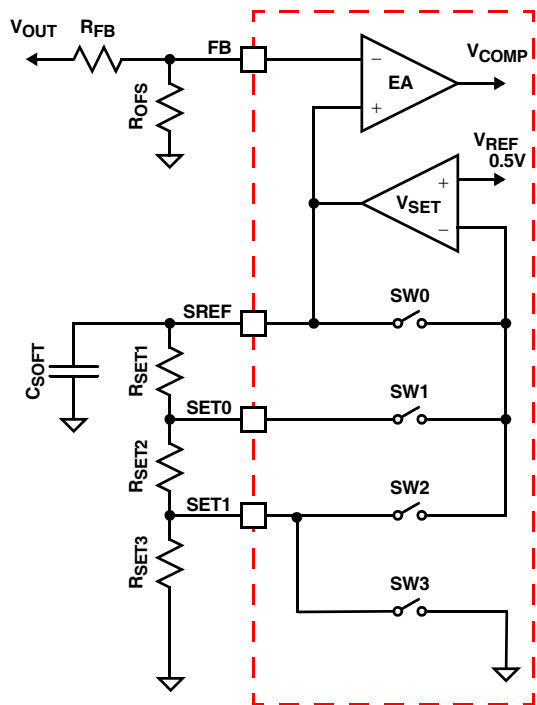 VOUT
RFB
FB
ROFS
−
+
EA
VCOMP
VREF
0.5V
+
VSET
−
SREF
SW0
CSOFT
RSET1
SET0
SW1
RSET2
SET1
SW2
RSET3
SW3